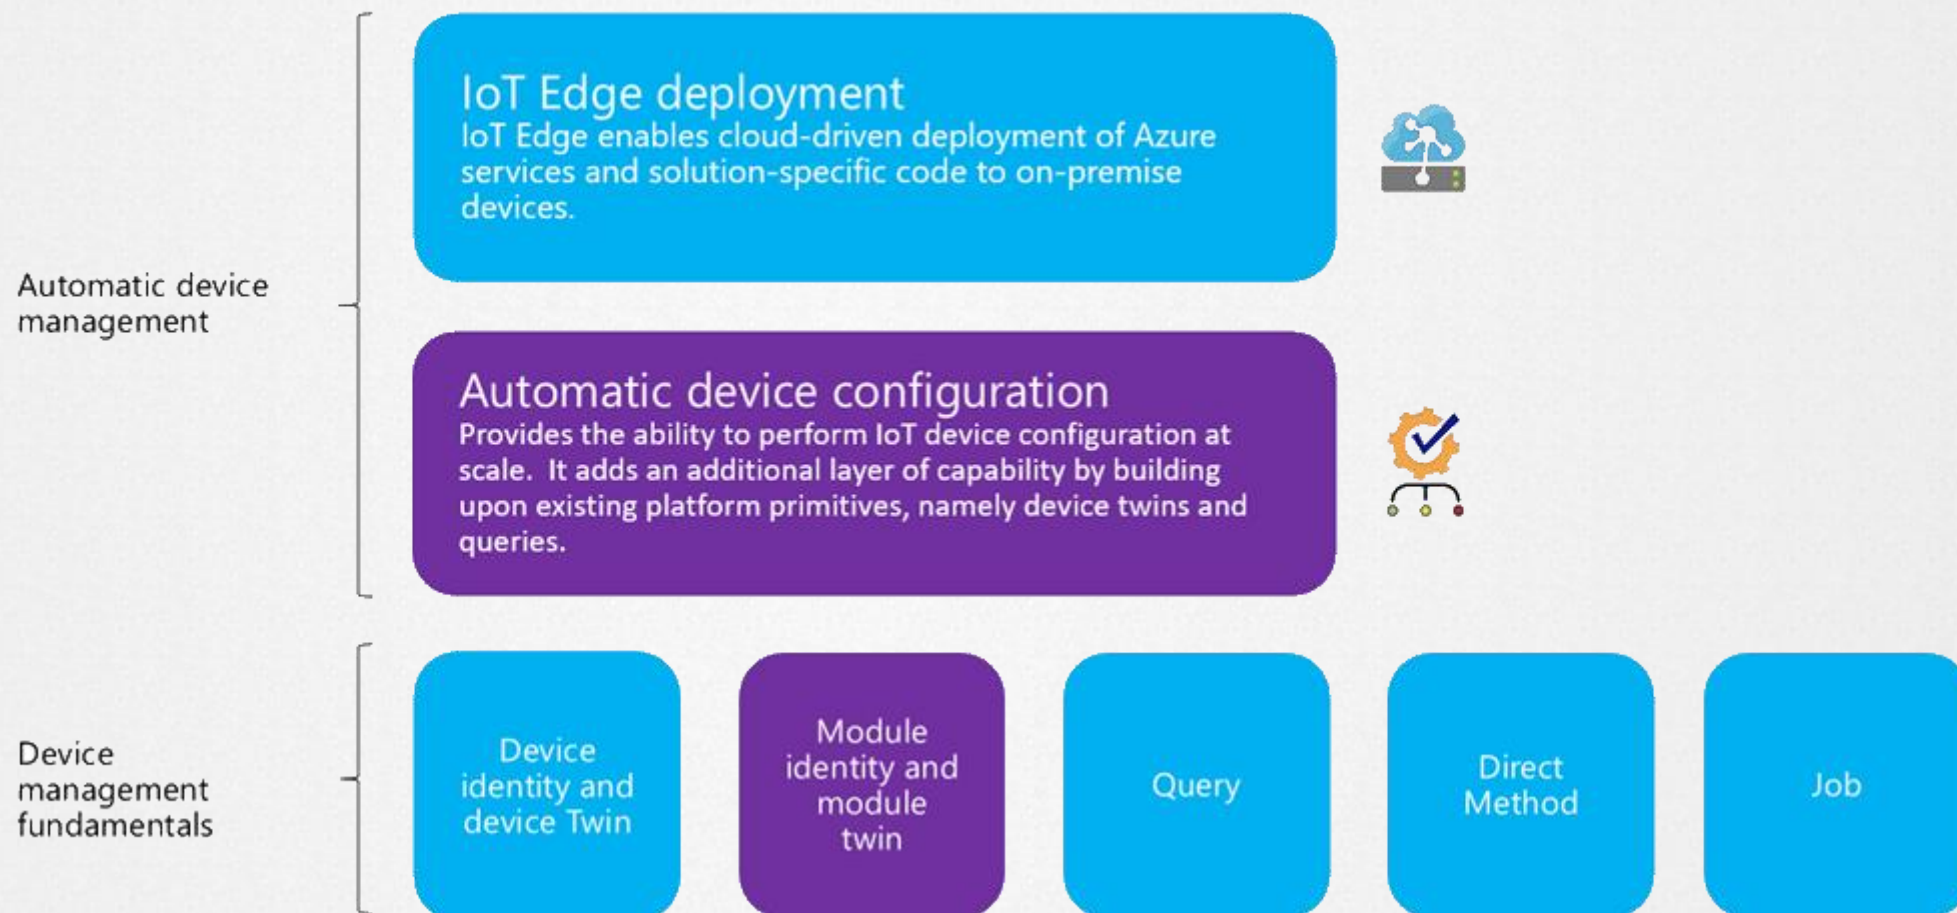 IoT Edge deployment
IoT Edge enables cloud-driven deployment of Azure
services and solution-specific code to on-premise
devices.
Automatic device
management
Automatic device configuration
Provides the ability to perform IoT device configuration at
scale.  It adds an additional layer of capability by building
upon existing platform primitives, namely device twins and
queries.
Device
management
fundamentals
Device
identity and
device Twin
Module
identity and
module
twin
Query
Direct
Method
Job